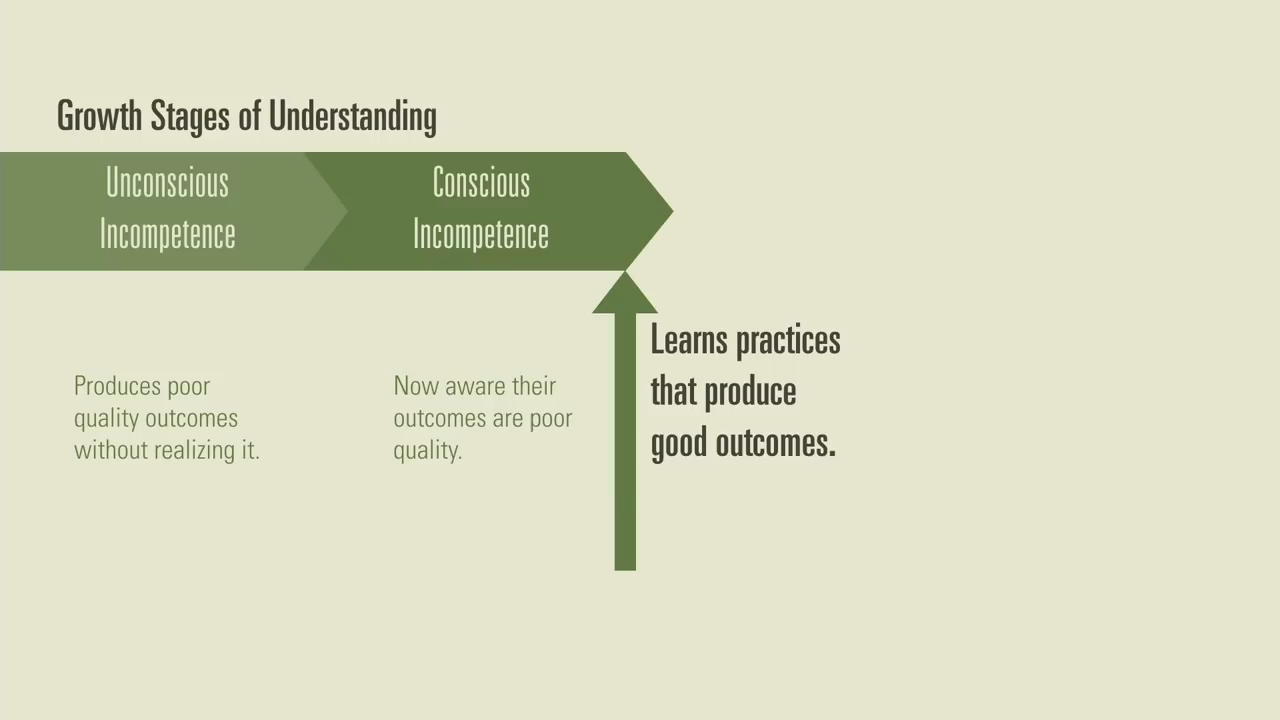 Growth Stages of Understanding
Unconscious
Incompetence
Conscious
Incompetence
Produces poor
quality outcomes
without realizing it.
Now aware their
outcomes are poor
quality.
Learns practices
that produce
good outcomes.